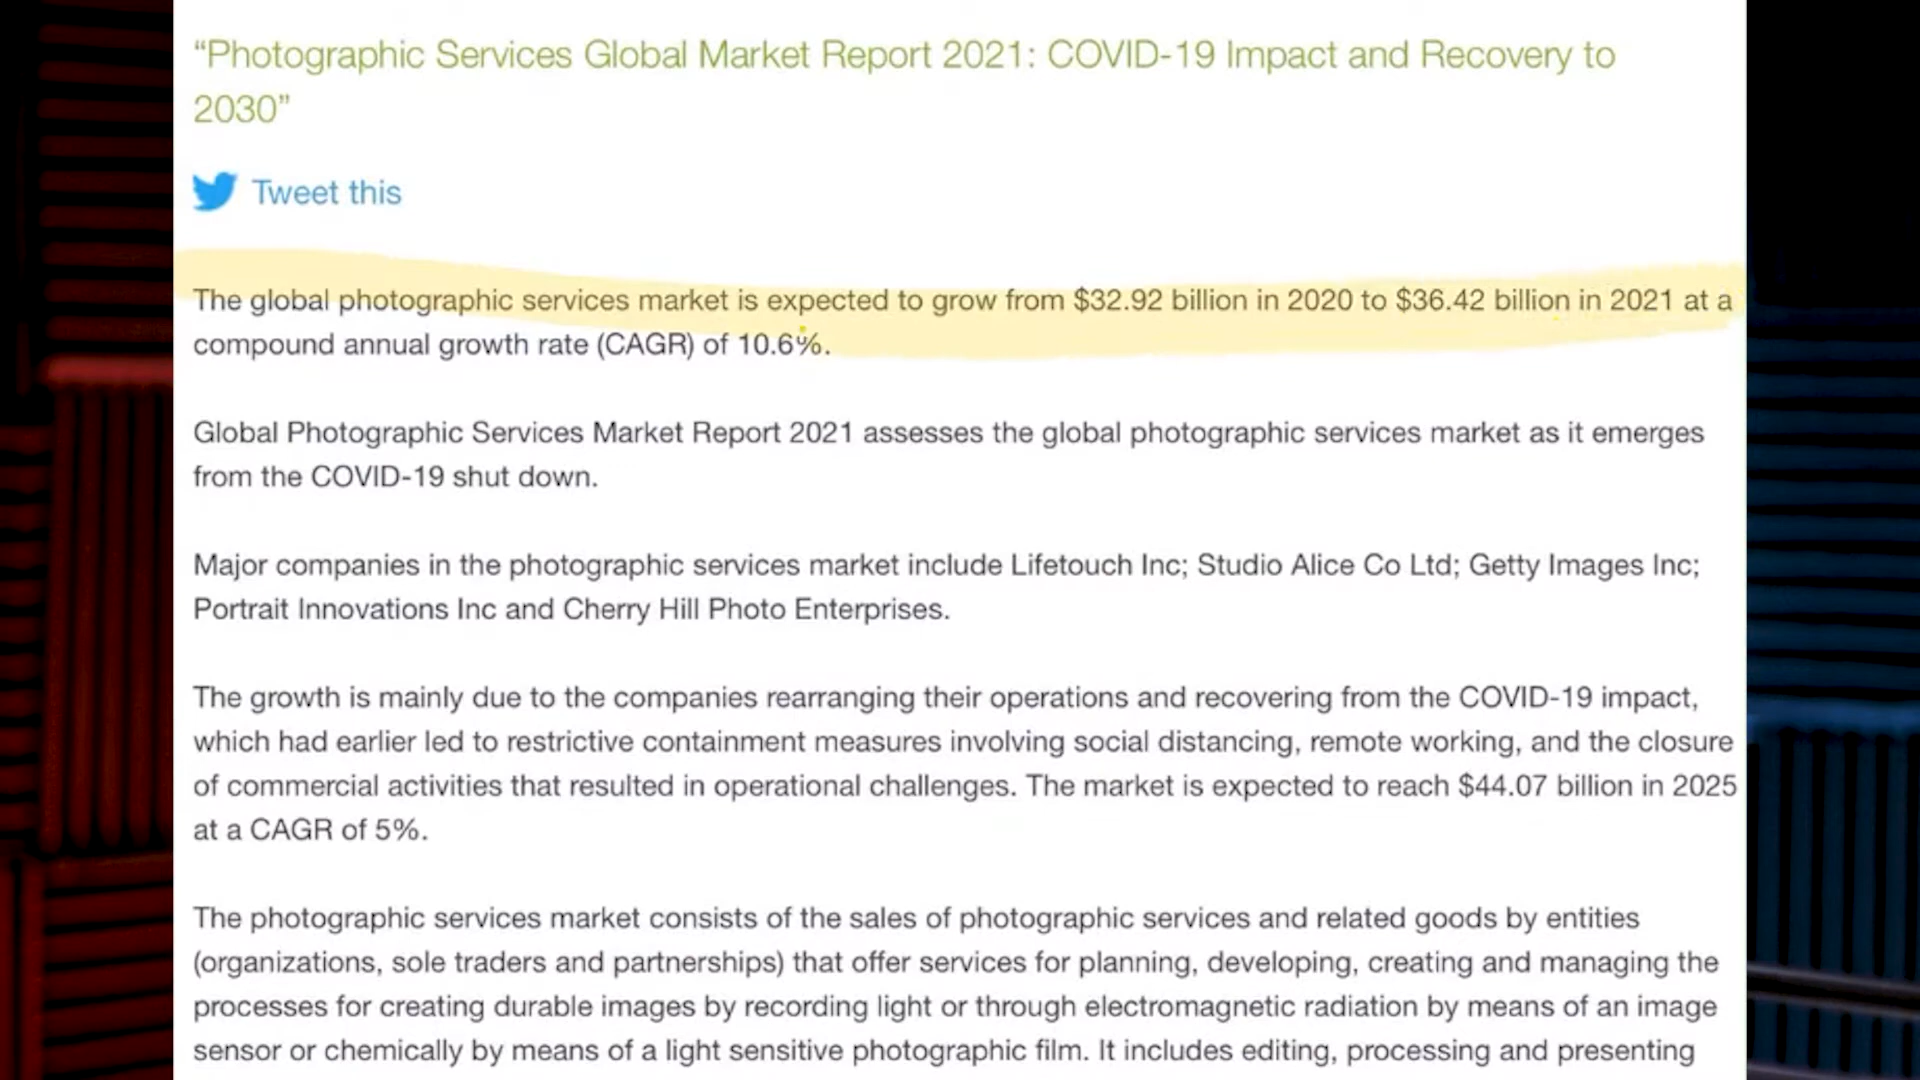 “Photographic Services Global Market Report 2021: COVID-19 Impact and Recovery to
2030”
Tweet this
The global photographic services market is expected to grow from $32.92 billion in 2020 to $36.42 billion in 2021 at a
compound annual growth rate (CAGR) of 10.6%.
Global Photographic Services Market Report 2021 assesses the global photographic services market as it emerges
from the COVID-19 shut down.
Major companies in the photographic services market include Lifetouch Inc; Studio Alice Co Ltd; Getty Images Inc;
Portrait Innovations Inc and Cherry Hill Photo Enterprises.
The growth is mainly due to the companies rearranging their operations and recovering from the COVID-19 impact,
which had earlier led to restrictive containment measures involving social distancing, remote working, and the closure
of commercial activities that resulted in operational challenges. The market is expected to reach $44.07 billion in 2025
at a CAGR of 5%.
The photographic services market consists of the sales of photographic services and related goods by entities
(organizations, sole traders and partnerships) that offer services for planning, developing, creating and managing the
processes for creating durable images by recording light or through electromagnetic radiation by means of an image
sensor or chemically by means of a light sensitive photographic film. It includes editing, processing and presenting